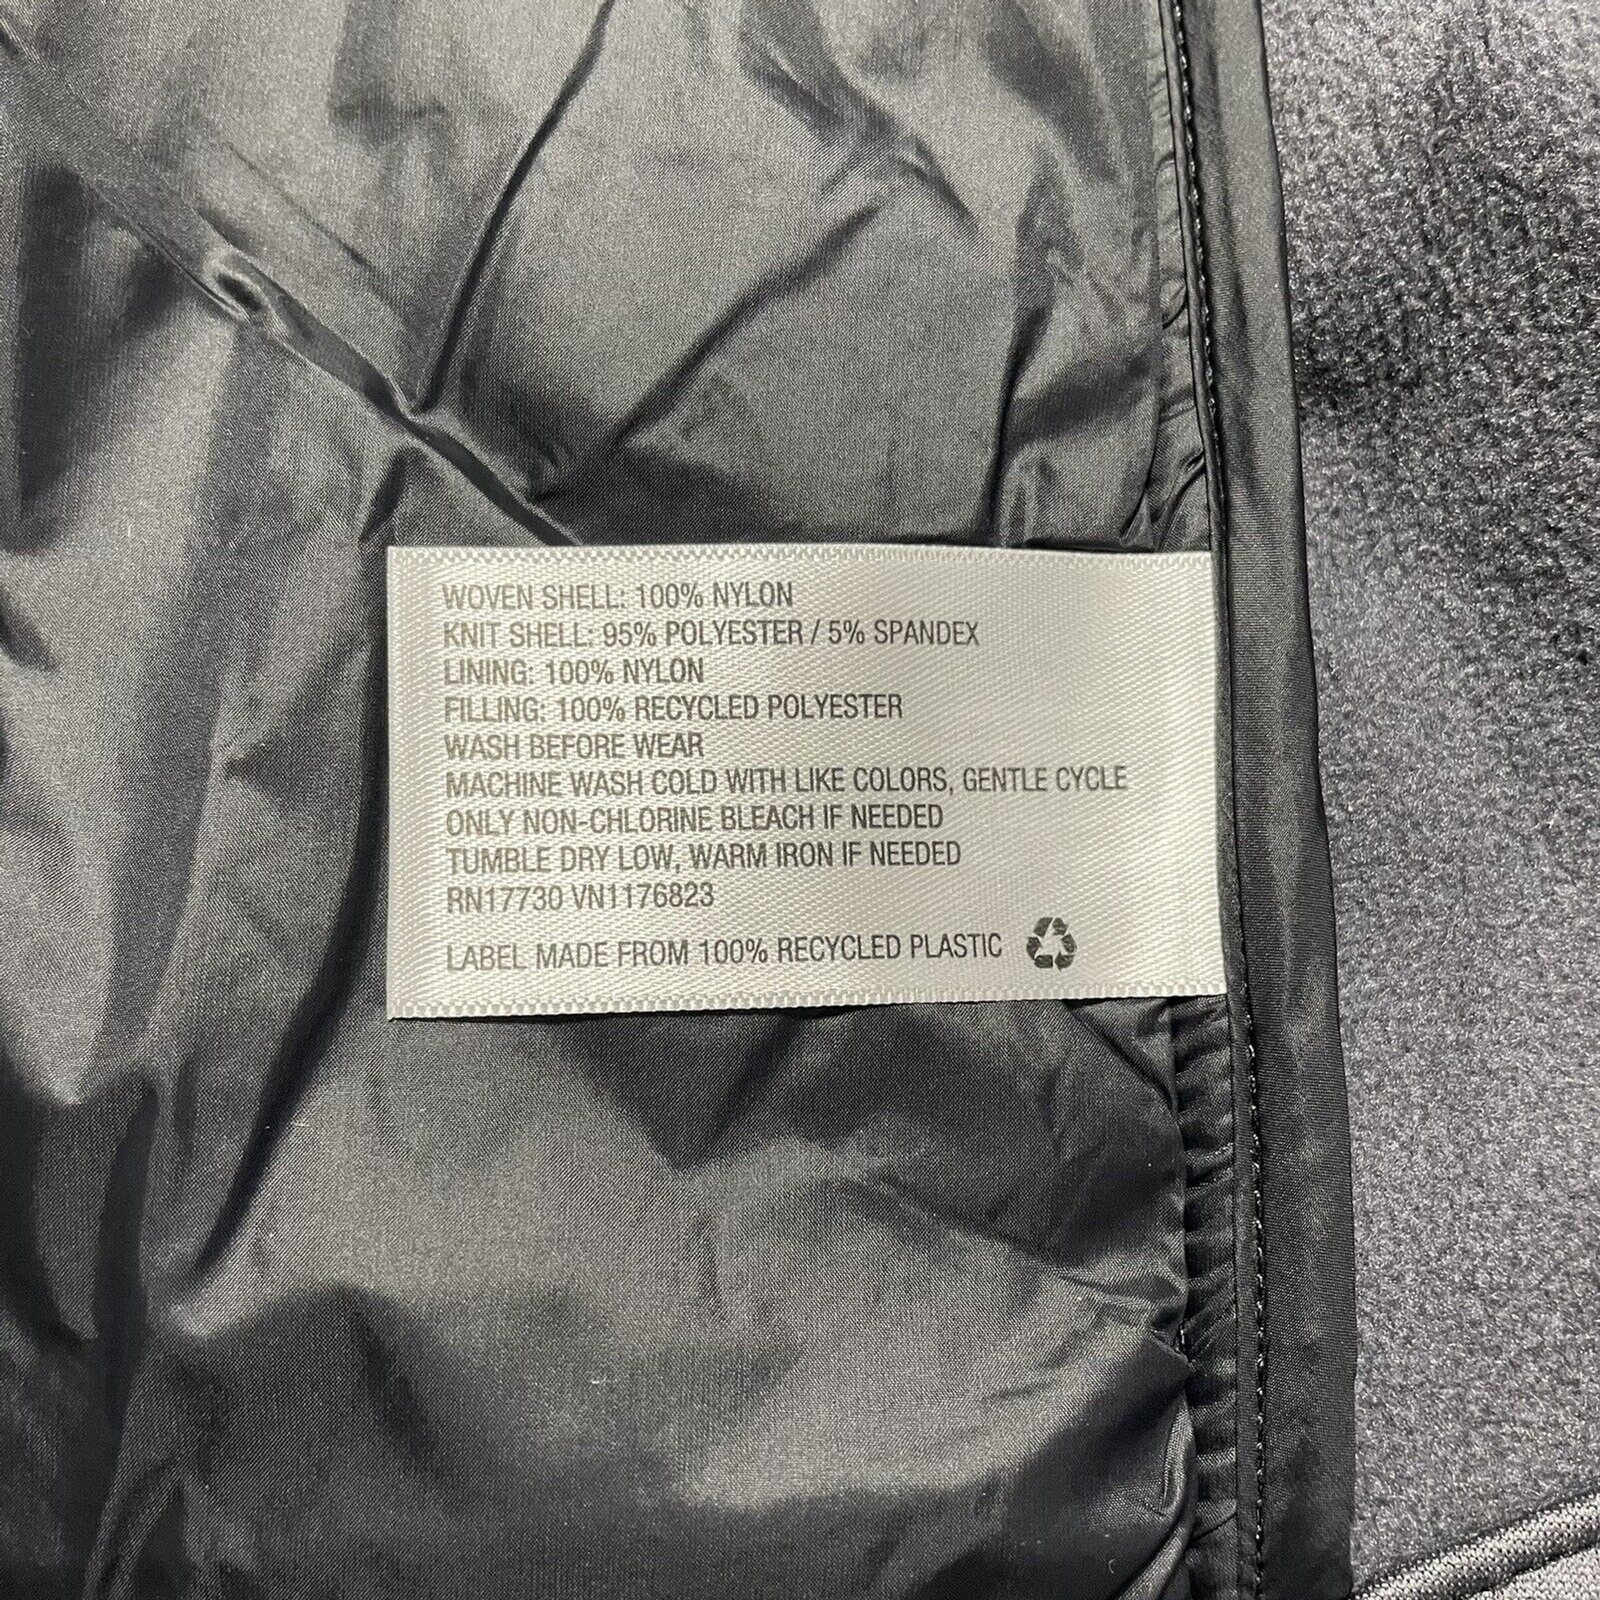 WOVEN SHELL: 100% NYLON
KNIT SHELL: 95% POLYESTER / 5% SPANDEX
LINING: 100% NYLON
FILLING: 100% RECYCLED POLYESTER
WASH BEFORE WEAR
MACHINE WASH COLD WITH LIKE COLORS, GENTLE CYCLE
ONLY NON-CHLORINE BLEACH IF NEEDED
TUMBLE DRY LOW, WARM IRON IF NEEDED
RN17730 VN1176823
LABEL MADE FROM 100% RECYCLED PLASTIC